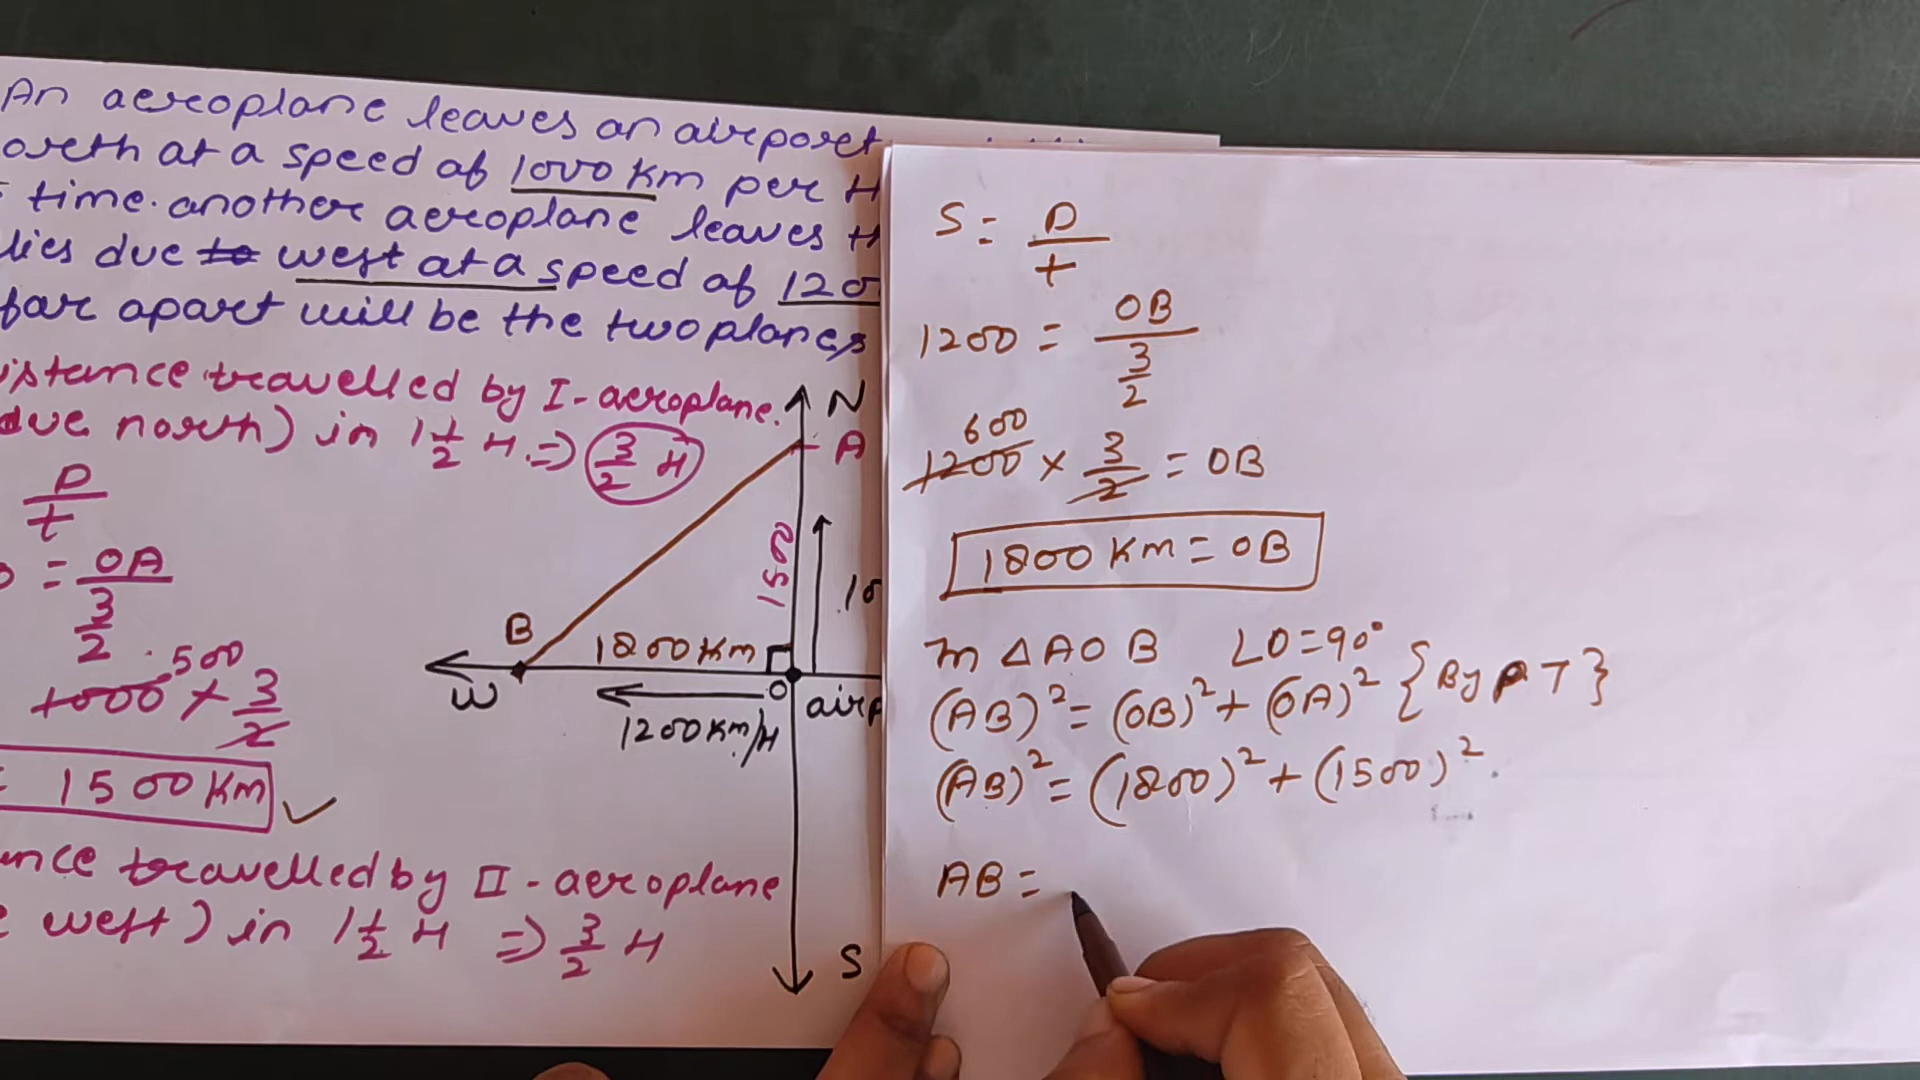 An aeroplane leaves an airport
oreth at a speed of 1000 km per H
time. another aeroplane leaves th
lies due to west at a speed of 1200
far apart will be the two planes
istance travelled by I - aeroplane.
due north) in 1 1/2 H. => 3/2 H
D/t
= OA / 3/2
500
1000 x 3/2
= 1500 Km
ance travelled by II - aeroplane
west) in 1 1/2 H => 3/2 H
N
A
1500
B
1800 Km
W
O
1200 Km/H
S
S = D/t
1200 = OB / 3/2
600
1200 x 3/2 = OB
1800 Km = OB
In △ AOB ∠O = 90°
(AB)² = (OB)² + (OA)² {By P T}
(AB)² = (1800)² + (1500)².
AB =